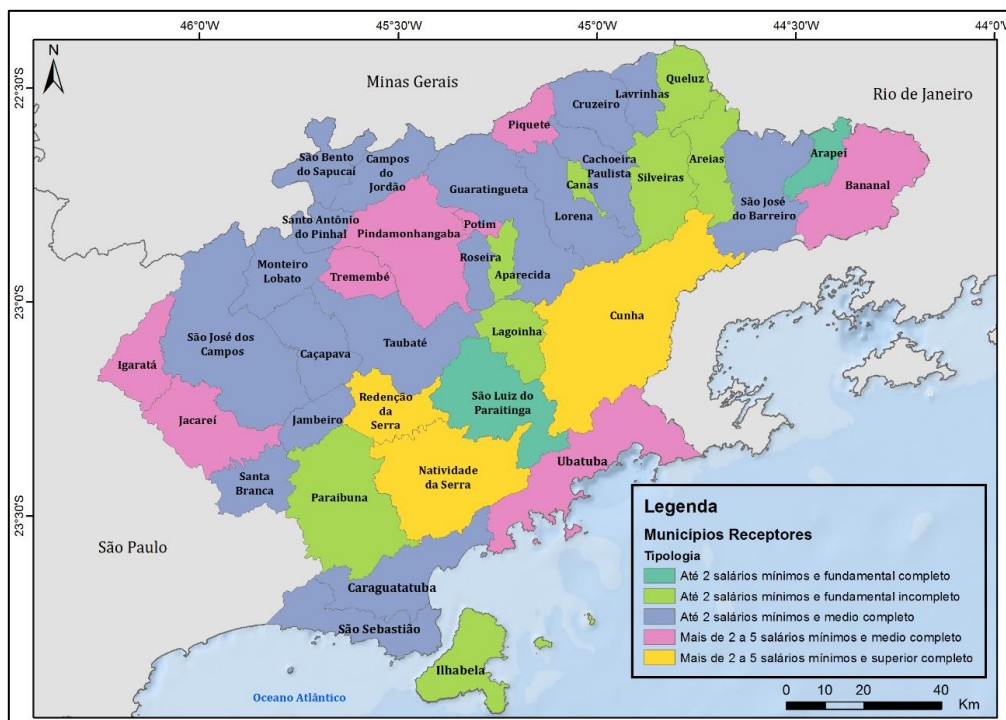 46°0'W 45°30'W 45°0'W 44°30'W 44°0'W
N
22°30'S
23°0'S
23°30'S
Minas Gerais
Rio de Janeiro
São Paulo
Queluz
Lavrinhas
Cruzeiro
Piquete
Arapeí
Bananal
São Bento
do Sapucaí
Campos
do
Jordão
Guaratingueta
Cachoeira
Paulista
Canas
Silveiras
Areias
São José
do Barreiro
Santo Antônio
do Pinhal
Pindamonhangaba
Potim
Lorena
Roseira
Aparecida
Monteiro
Lobato
Tremembé
Cunha
São José dos
Campos
Caçapava
Taubaté
Lagoinha
Igaratá
Jacareí
Jambeiro
Redenção
da
Serra
São Luiz do
Paraitinga
Santa
Branca
Paraibuna
Natividade
da Serra
Ubatuba
Caraguatatuba
São Sebastião
Ilhabela
Oceano Atlântico
Legenda
Municípios Receptores
Tipologia
Até 2 salários mínimos e fundamental completo
Até 2 salários mínimos e fundamental incompleto
Até 2 salários mínimos e medio completo
Mais de 2 a 5 salários mínimos e medio completo
Mais de 2 a 5 salários mínimos e superior completo
0 10 20 40
Km